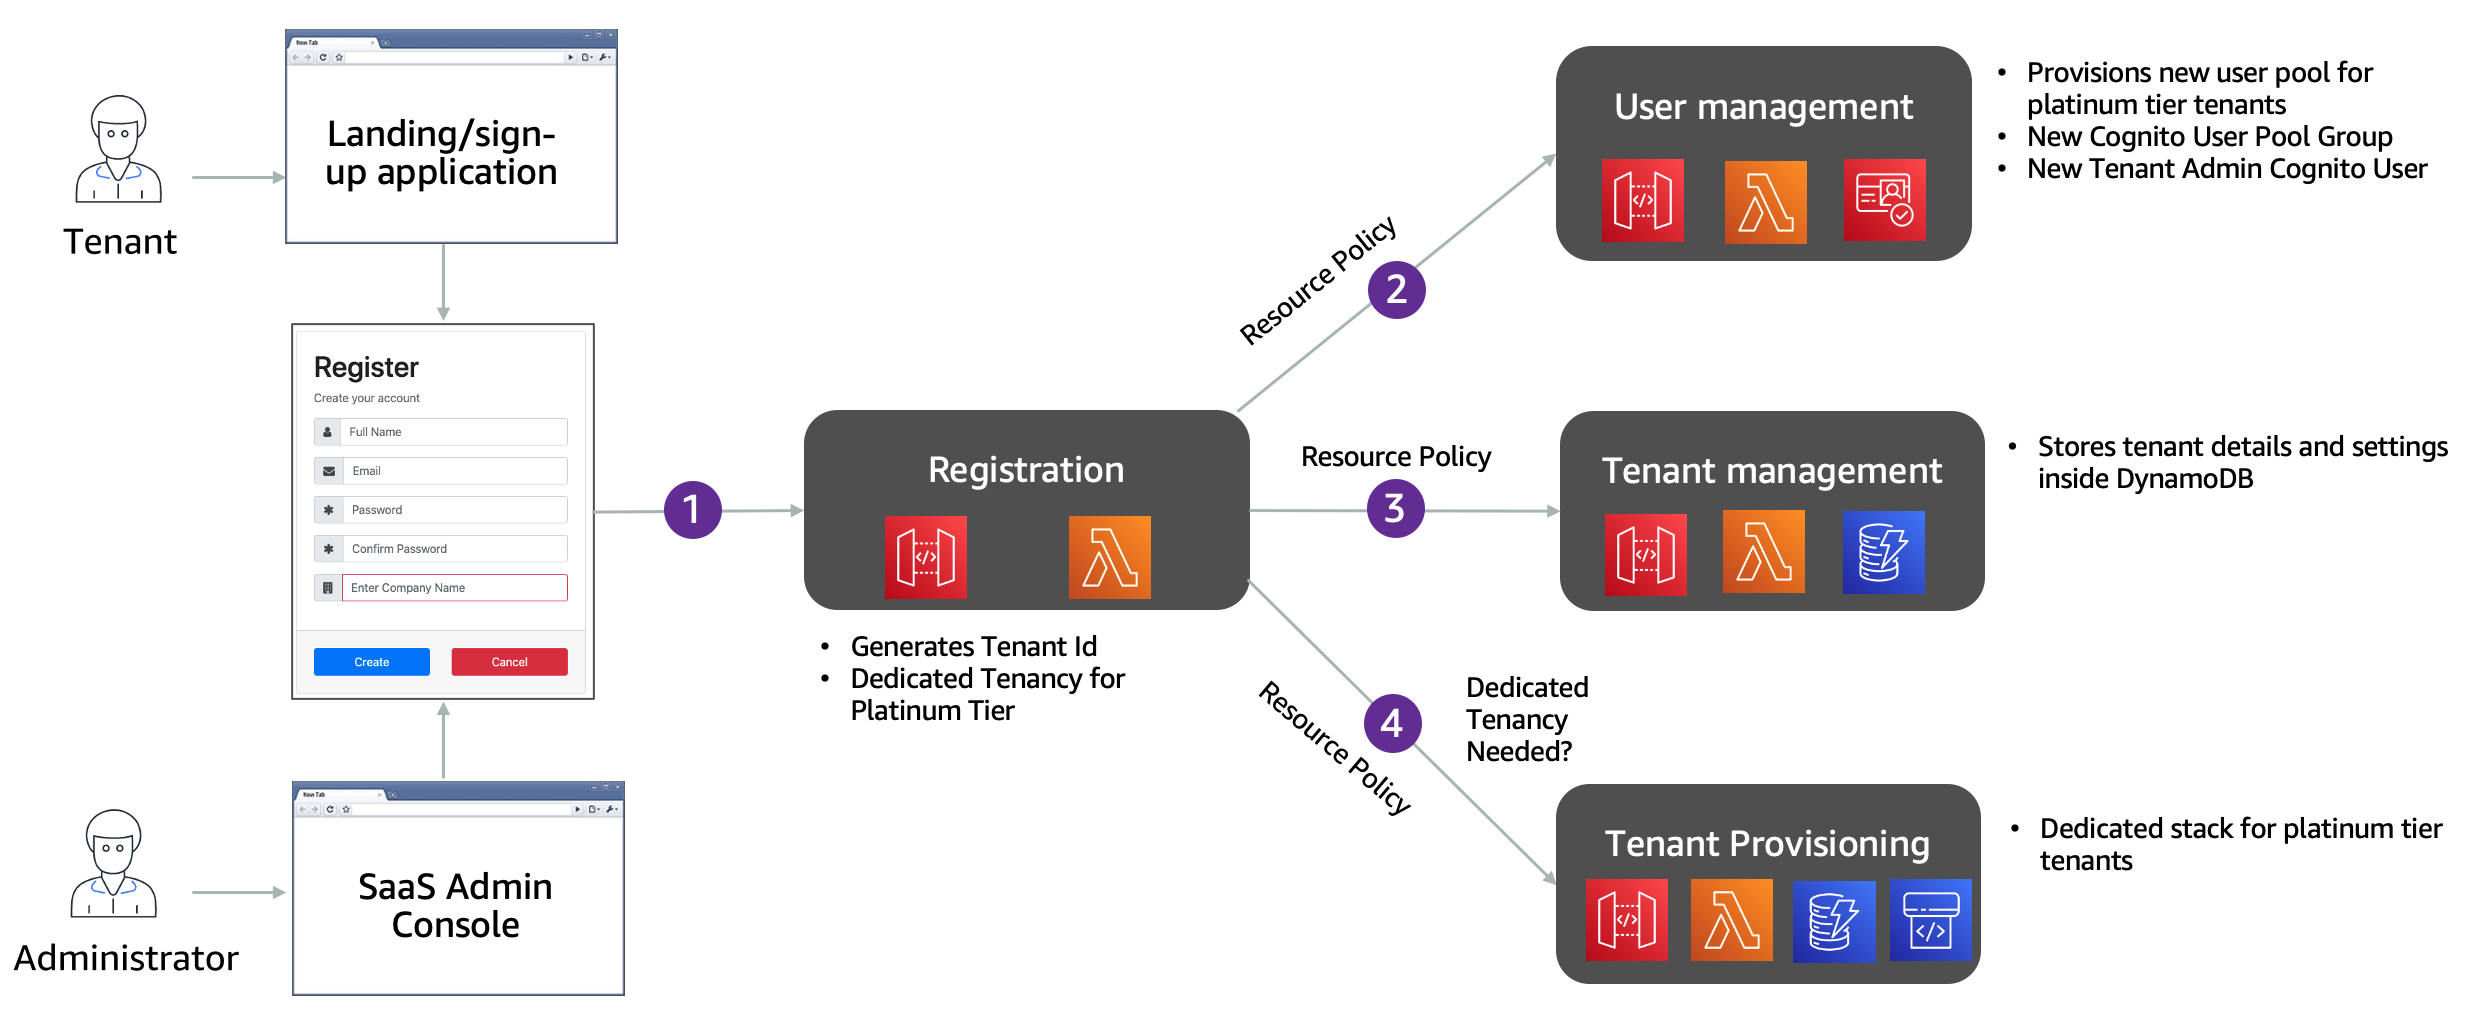 New Tab
Landing/sign-
up application
Tenant
Register
Create your account
Full Name
Email
Password
Confirm Password
Enter Company Name
Create
Cancel
New Tab
SaaS Admin
Console
Administrator
1
Registration
</>
• Generates Tenant Id
• Dedicated Tenancy for
Platinum Tier
Resource Policy
2
User management
</>
• Provisions new user pool for
platinum tier tenants
• New Cognito User Pool Group
• New Tenant Admin Cognito User
Resource Policy
3
Tenant management
</>
• Stores tenant details and settings
inside DynamoDB
Resource Policy
4
Dedicated
Tenancy
Needed?
Tenant Provisioning
</>
</>
• Dedicated stack for platinum tier
tenants